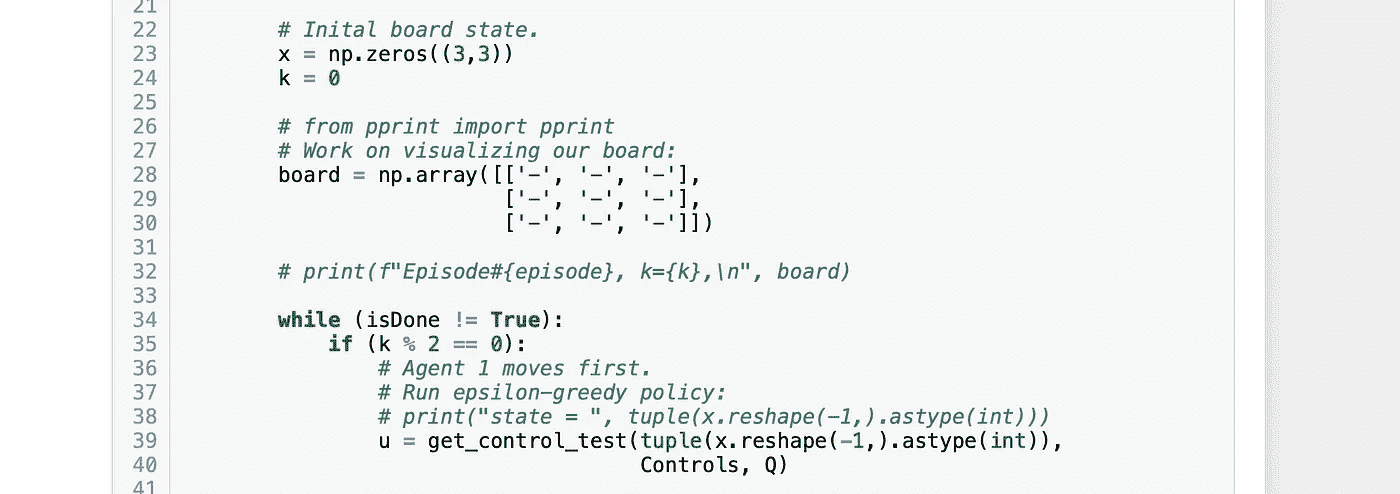 21
22 # Inital board state.
23 x = np.zeros((3,3))
24 k = 0
25
26 # from pprint import pprint
27 # Work on visualizing our board:
28 board = np.array([['-', '-', '-'],
29 ['-', '-', '-'],
30 ['-', '-', '-']])
31
32 # print(f"Episode#{episode}, k={k},\n", board)
33
34 while (isDone != True):
35 if (k % 2 == 0):
36 # Agent 1 moves first.
37 # Run epsilon-greedy policy:
38 # print("state = ", tuple(x.reshape(-1,).astype(int)))
39 u = get_control_test(tuple(x.reshape(-1,).astype(int)),
40 Controls, Q)
41